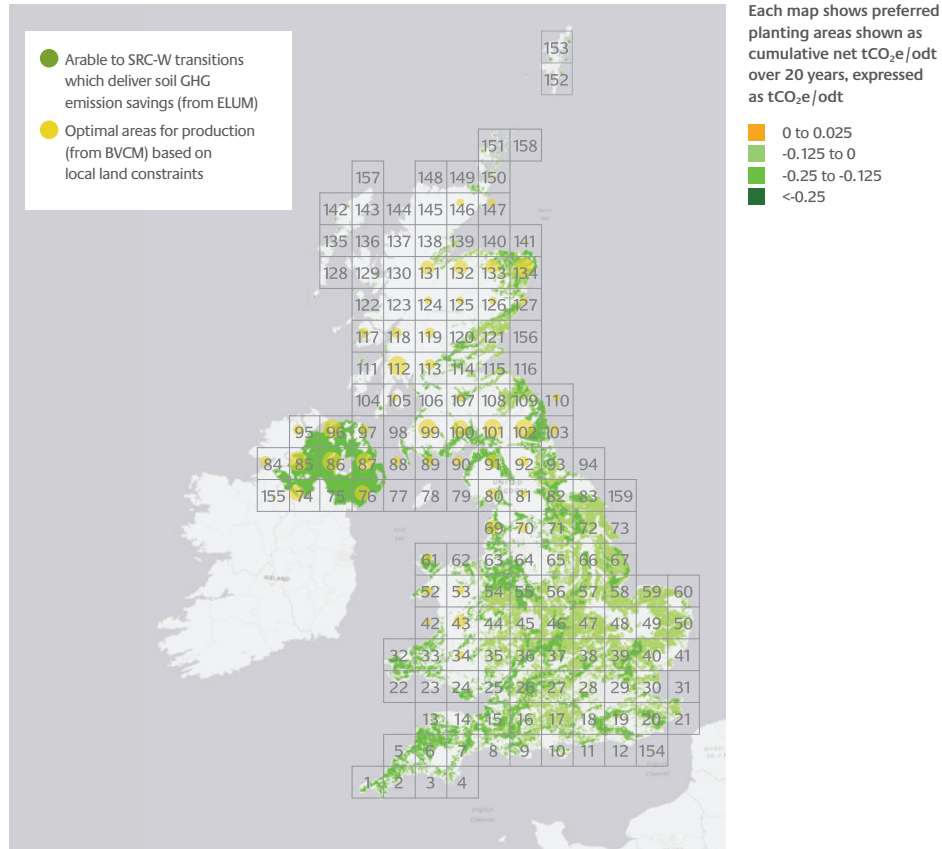 Arable to SRC-W transitions
which deliver soil GHG
emission savings (from ELUM)
Optimal areas for production
(from BVCM) based on
local land constraints
Each map shows preferred
planting areas shown as
cumulative net tCO₂e/odt
over 20 years, expressed
as tCO₂e/odt
0 to 0.025
-0.125 to 0
-0.25 to -0.125
<-0.25
153
152
151 158
157 148 149 150
142 143 144 145 146 147
135 136 137 138 139 140 141
128 129 130 131 132 133 134
122 123 124 125 126 127
117 118 119 120 121 156
111 112 113 114 115 116
104 105 106 107 108 109 110
95 96 97 98 99 100 101 102 103
84 85 86 87 88 89 90 91 92 93 94
UNITED
155 74 75 76 77 78 79 80 81 82 83 159
69 70 71 72 73
61 62 63 64 65 66 67
IRELAND
52 53 54 55 56 57 58 59 60
42 43 44 45 46 47 48 49 50
32 33 34 35 36 37 38 39 40 41
22 23 24 25 26 27 28 29 30 31
13 14 15 16 17 18 19 20 21
5 6 7 8 9 10 11 12 154
English
Channel
1 2 3 4
English
Channel